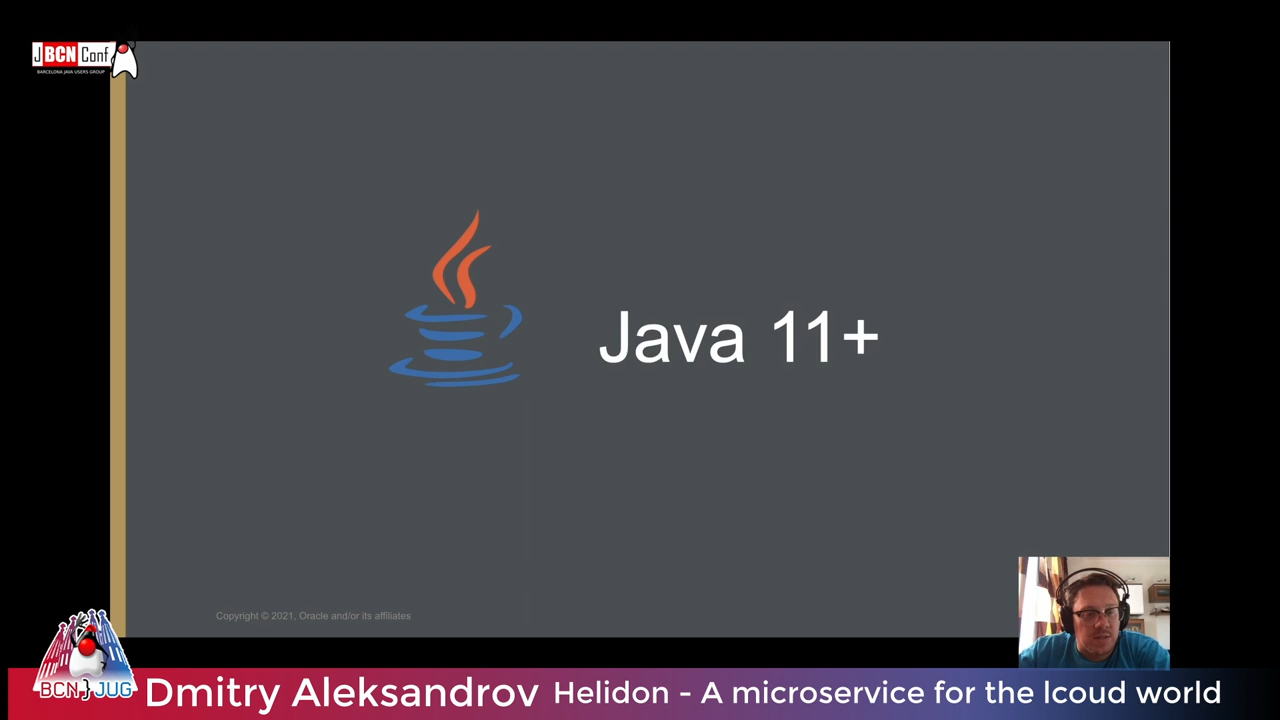 JBCNConf
BARCELONA JAVA USERS GROUP
Java 11+
Copyright © 2021, Oracle and/or its affiliates
BCN JUG
Dmitry Aleksandrov Helidon - A microservice for the lcoud world